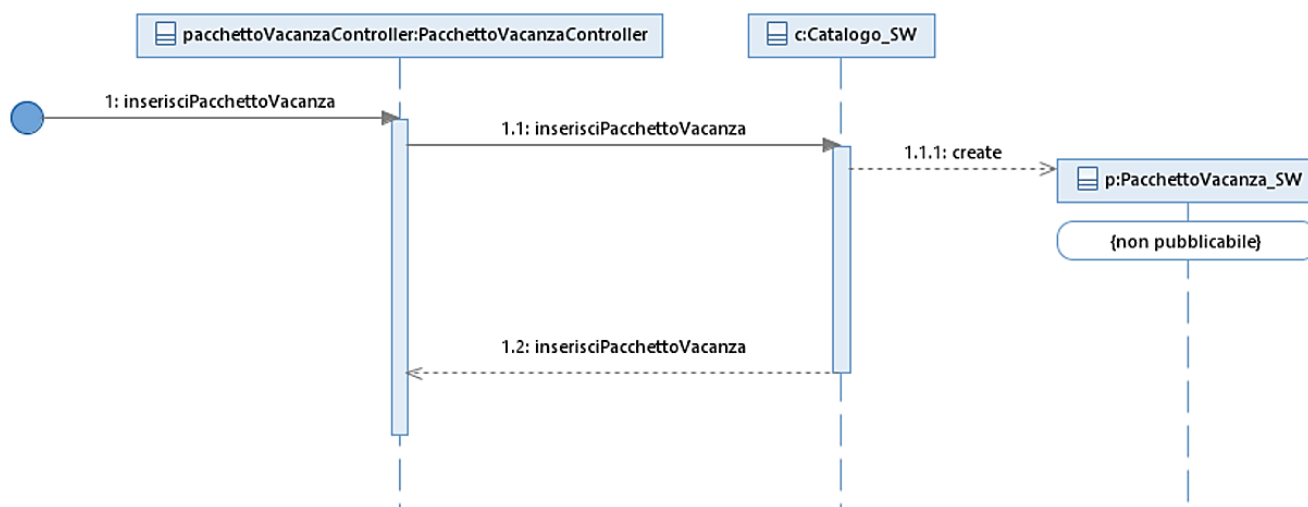 pacchettoVacanzaController:PacchettoVacanzaController
c:Catalogo_SW
1: inserisciPacchettoVacanza
1.1: inserisciPacchettoVacanza
1.1.1: create
p:PacchettoVacanza_SW
{non pubblicabile}
1.2: inserisciPacchettoVacanza